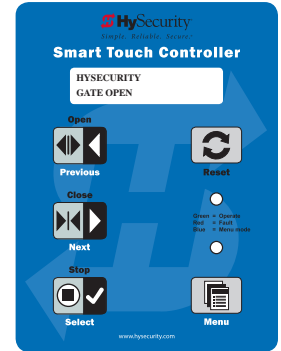 HySecurity
Simple. Reliable. Secure.
Smart Touch Controller
HYSECURITY
GATE OPEN
Open
Previous
Reset
Close
Next
Green = Operate
Red = Fault
Blue = Menu mode
Stop
Select
Menu
www.hysecurity.com